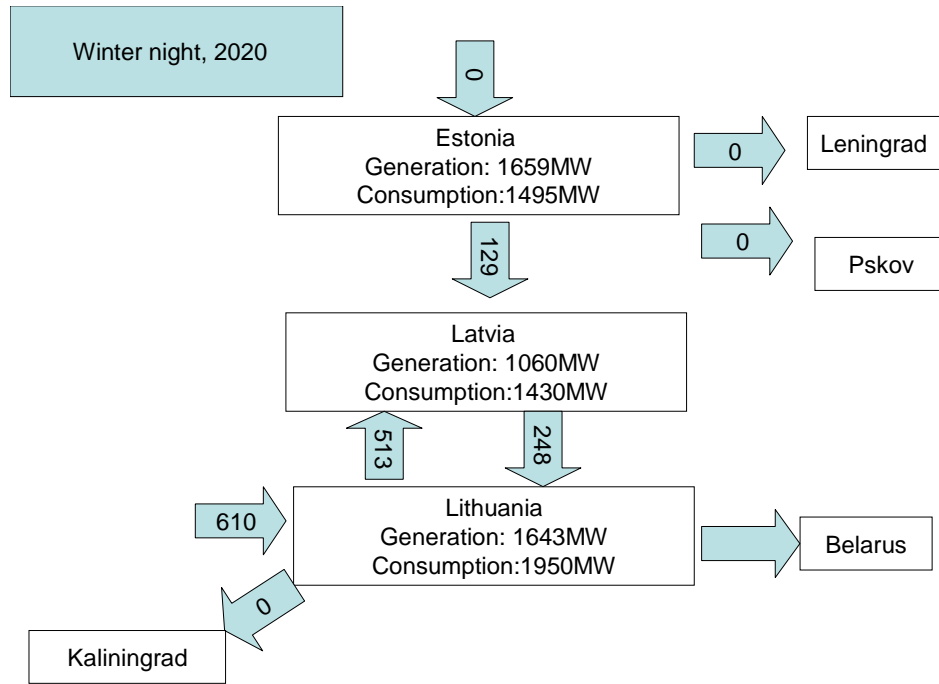 Winter night, 2020
0
Estonia
Generation: 1659MW
Consumption:1495MW
0
Leningrad
0
Pskov
129
Latvia
Generation: 1060MW
Consumption:1430MW
513
248
610
Lithuania
Generation: 1643MW
Consumption:1950MW
Belarus
0
Kaliningrad